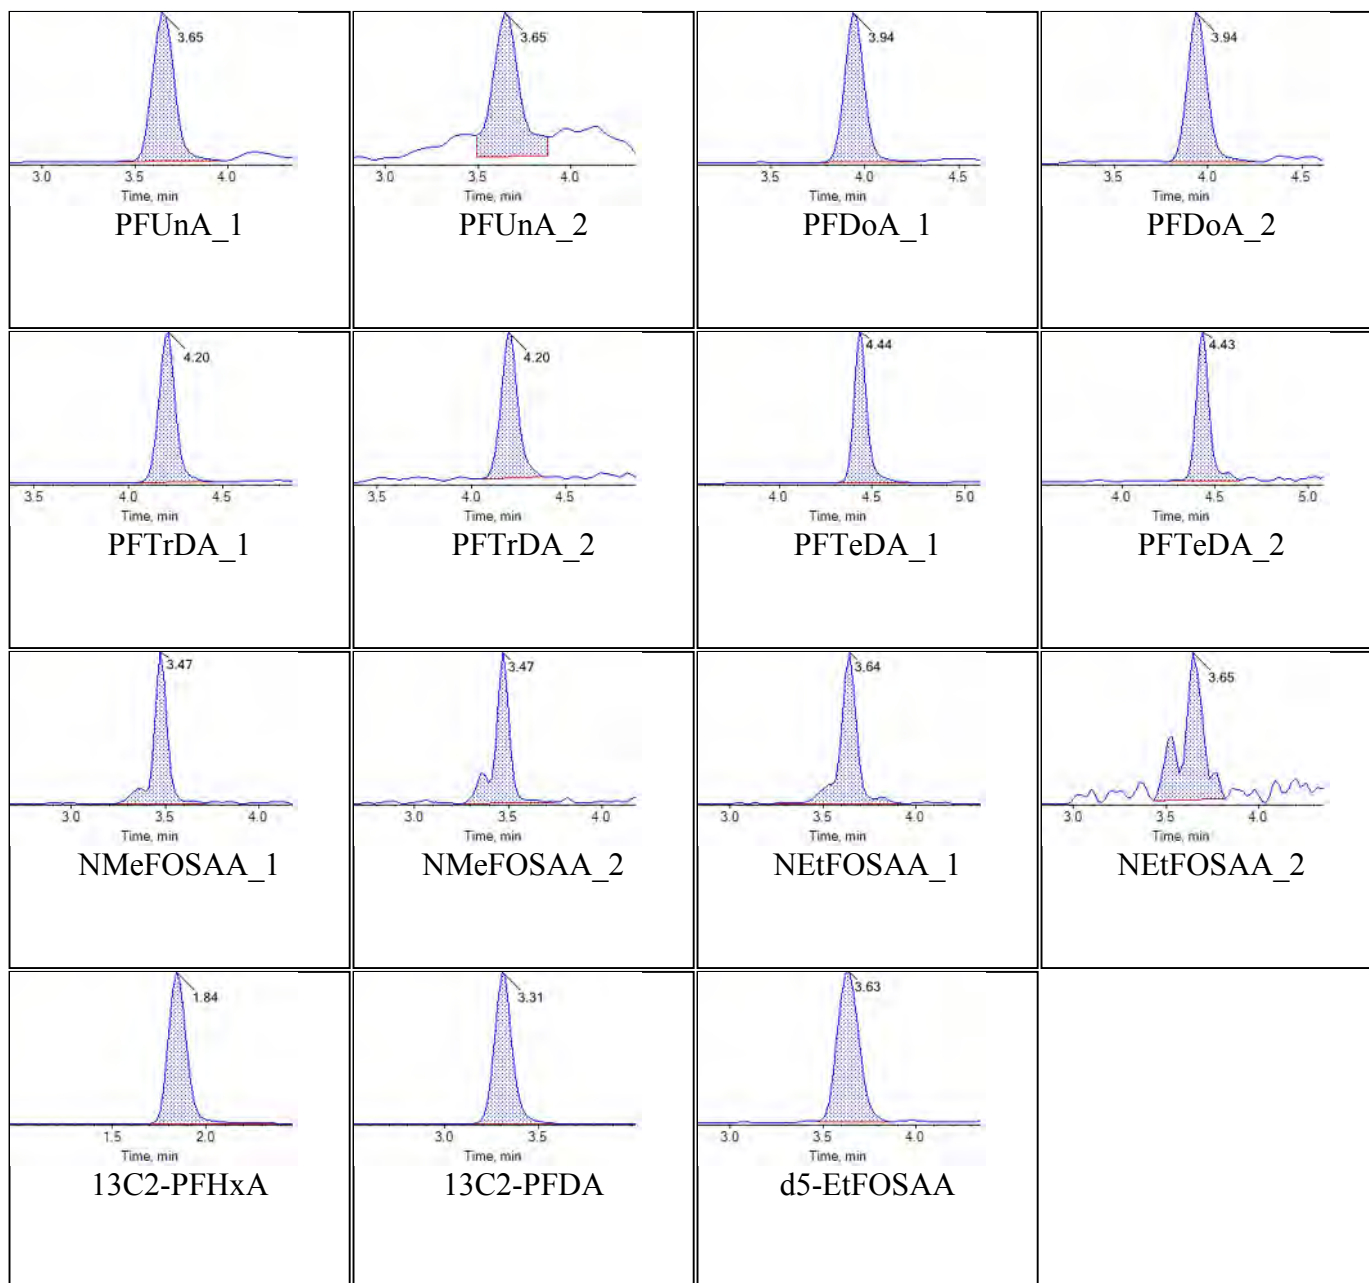 3.65
3.0 3.5 4.0
Time, min
PFUnA_1
3.65
3.0 3.5 4.0
Time, min
PFUnA_2
3.94
3.5 4.0 4.5
Time, min
PFDoA_1
3.94
3.5 4.0 4.5
Time, min
PFDoA_2
4.20
3.5 4.0 4.5
Time, min
PFTrDA_1
4.20
3.5 4.0 4.5
Time, min
PFTrDA_2
4.44
4.0 4.5 5.0
Time, min
PFTeDA_1
4.43
4.0 4.5 5.0
Time, min
PFTeDA_2
3.47
3.0 3.5 4.0
Time, min
NMeFOSAA_1
3.47
3.0 3.5 4.0
Time, min
NMeFOSAA_2
3.64
3.0 3.5 4.0
Time, min
NEtFOSAA_1
3.65
3.0 3.5 4.0
Time, min
NEtFOSAA_2
1.84
1.5 2.0
Time, min
13C2-PFHxA
3.31
3.0 3.5
Time, min
13C2-PFDA
3.63
3.0 3.5 4.0
Time, min
d5-EtFOSAA